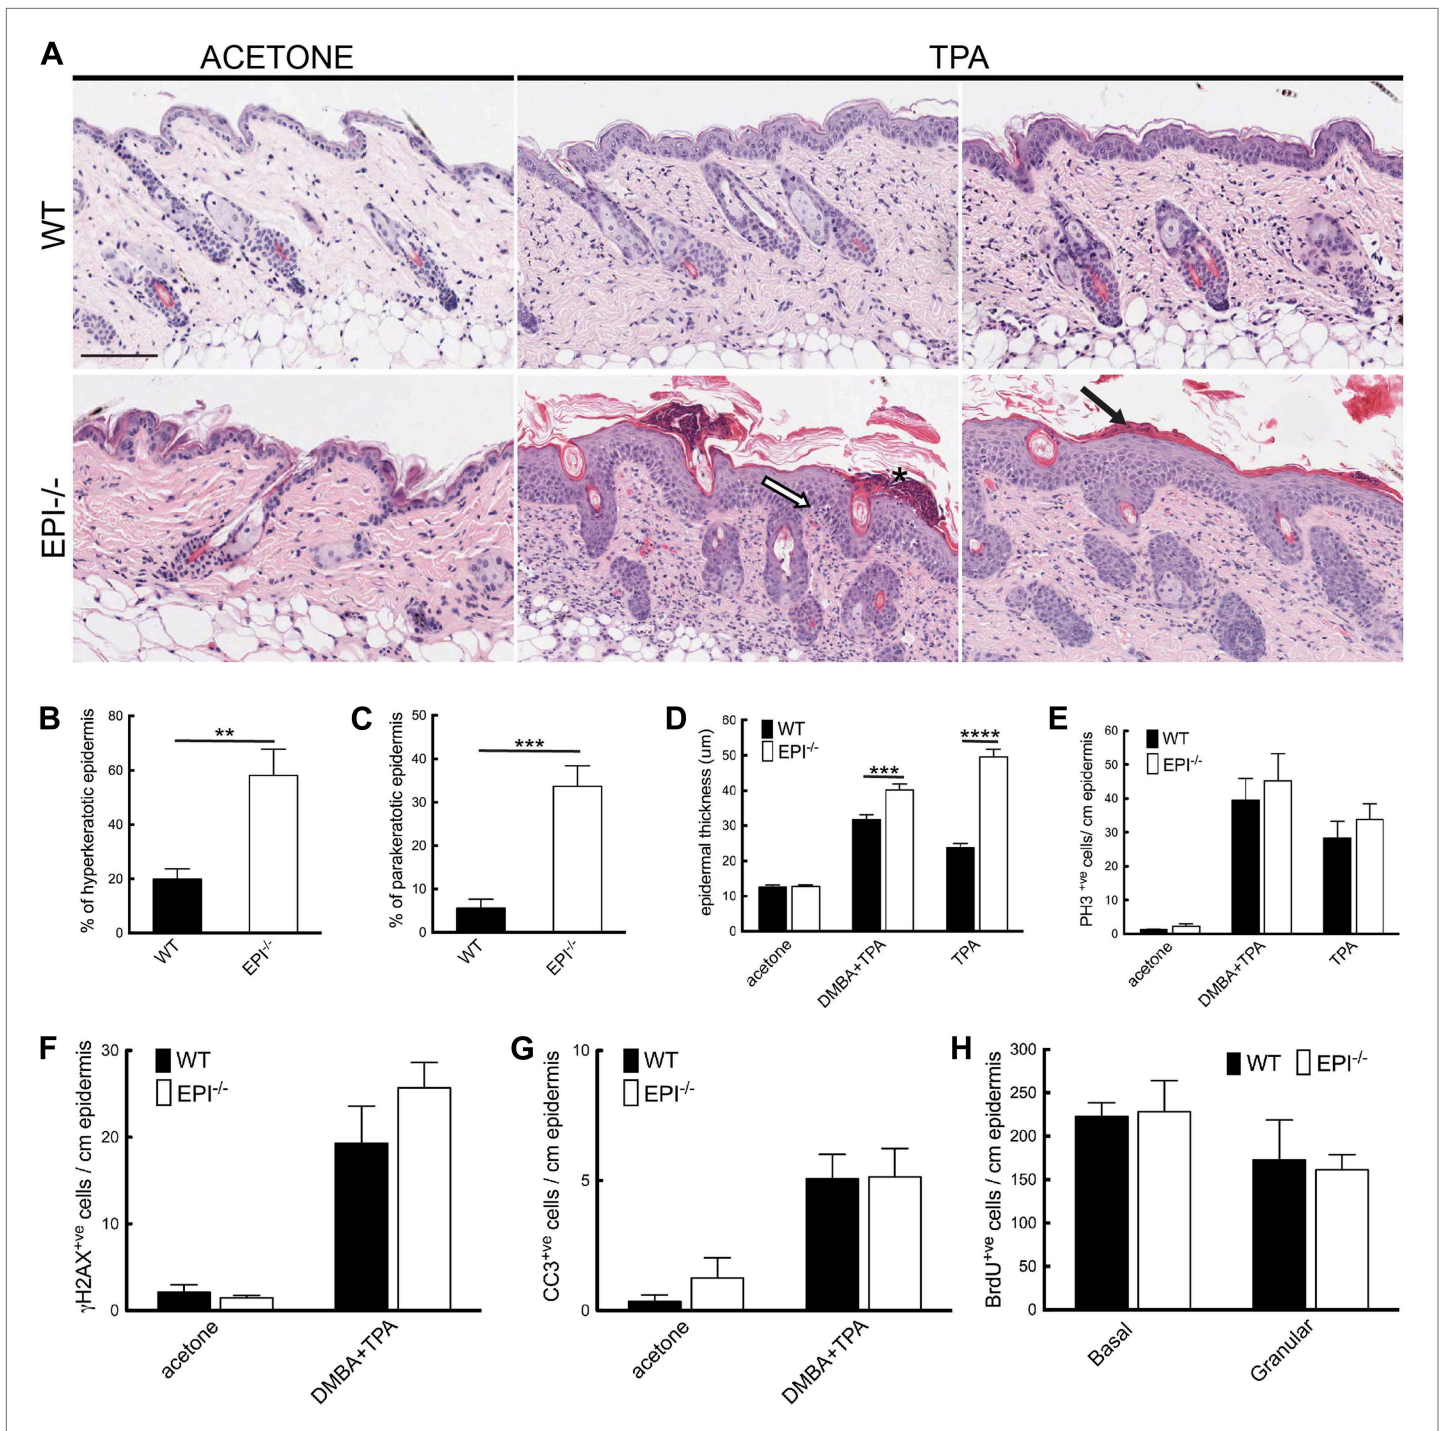 A
ACETONE
TPA
WT
EPI-/-
*
B
% of hyperkeratotic epidermis
80
60
40
20
0
**
WT
EPI-/-
C
% of parakeratotic epidermis
50
40
30
20
10
0
***
WT
EPI-/-
D
epidermal thickness (um)
60
50
40
30
20
10
0
WT
EPI-/-
***
****
acetone
DMBA+TPA
TPA
E
PH3 +ve cells/ cm epidermis
60
50
40
30
20
10
0
WT
EPI-/-
acetone
DMBA+TPA
TPA
F
γH2AX+ve cells / cm epidermis
30
20
10
0
WT
EPI-/-
acetone
DMBA+TPA
G
CC3+ve cells / cm epidermis
10
5
0
WT
EPI-/-
acetone
DMBA+TPA
H
BrdU+ve cells / cm epidermis
300
250
200
150
100
50
0
WT
EPI-/-
Basal
Granular